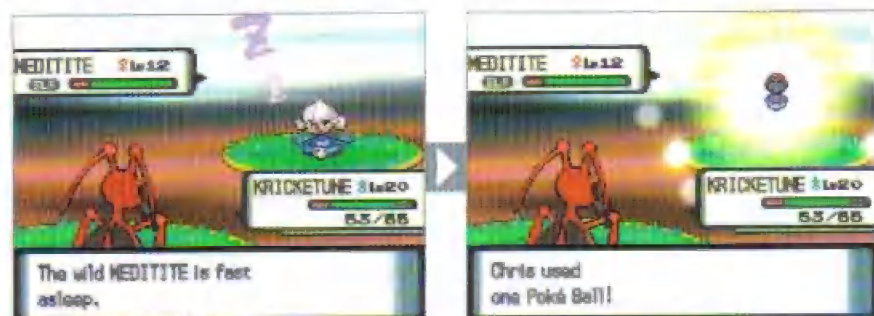 Z
z
MEDITITE ♀Lv12
SLP
KRICKETUNE Lv20
53/65
The wild MEDITITE is fast
asleep.
MEDITITE ♀Lv12
SLP
KRICKETUNE Lv20
53/65
Chris used
one Poké Ball!